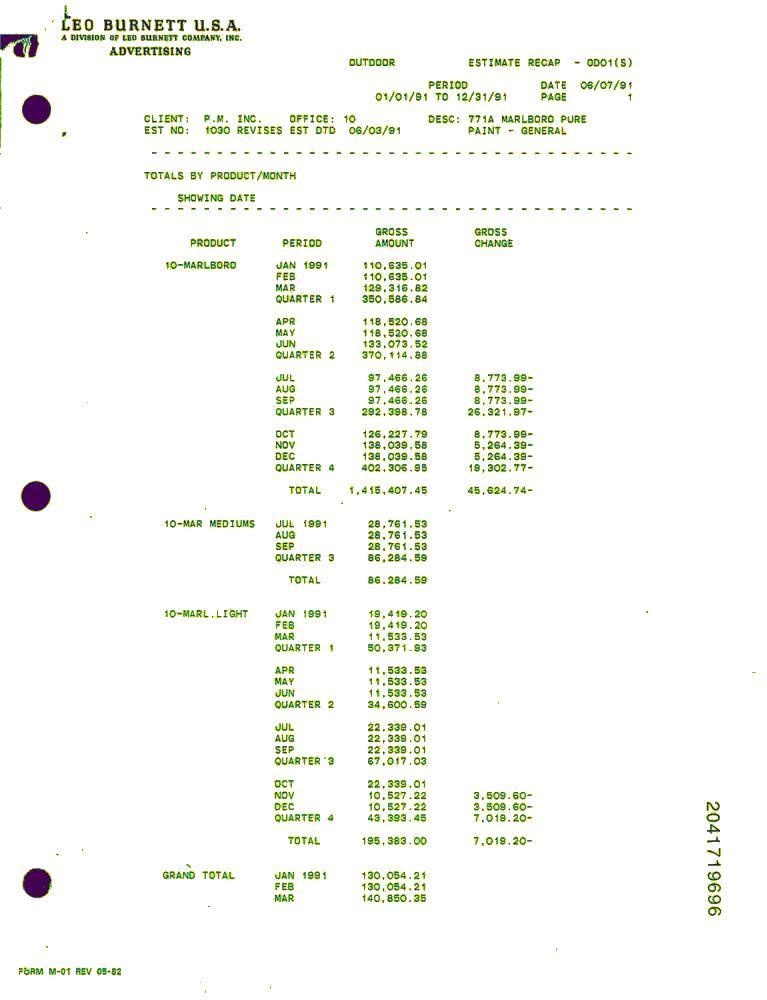 LEO BURNETT U.S.A.
A DIVISION OF LEO BURNETT COMPANY, INC.
ADVERTISING
OUTDOOR ESTIMATE RECAP - OD01(S)
PERIOD DATE 06/07/91
01/01/91 TO 12/31/91 PAGE 1
CLIENT: P.M. INC. OFFICE: 10 DESC: 771A MARLBORO PURE
EST NO: 1030 REVISES EST DTD 06/03/91 PAINT - GENERAL
TOTALS BY PRODUCT/MONTH
SHOWING DATE
GROSS GROSS
PRODUCT PERIOD AMOUNT CHANGE
10-MARLBORO JAN 1991 110,635.01
FEB 110,635.01
MAR 129,316.82
QUARTER 1 350,586.84
APR 118,520.68
MAY 118,520.68
JUN 133,073.52
QUARTER 2 370,114.88
JUL 97,466.26 8,773.99-
AUG 97,466.26 8,773.99-
SEP 97,466.26 8,773.99-
QUARTER 3 292,398.78 26,321.97-
OCT 126,227.79 8,773.99-
NOV 138,039.58 5,264.39-
DEC 138,039.58 5,264.39-
QUARTER 4 402,306.95 19,302.77-
TOTAL 1,415,407.45 45,624.74-
10-MAR MEDIUMS JUL 1991 28,761.53
AUG 28,761.53
SEP 28,761.53
QUARTER 3 86,284.59
TOTAL 86,284.59
10-MARL.LIGHT JAN 1991 19,419.20
FEB 19,419.20
MAR 11,533.53
QUARTER 1 50,371.93
APR 11,533.53
MAY 11,533.53
JUN 11,533.53
QUARTER 2 34,600.59
JUL 22,339.01
AUG 22,339.01
SEP 22,339.01
QUARTER 3 67,017.03
OCT 22,339.01
NOV 10,527.22 3,509.60-
DEC 10,527.22 3,509.60-
QUARTER 4 43,393.45 7,019.20-
TOTAL 195,383.00 7,019.20-
GRAND TOTAL JAN 1991 130,054.21
FEB 130,054.21
MAR 140,850.35
2041719696
FORM M-01 REV 05-82